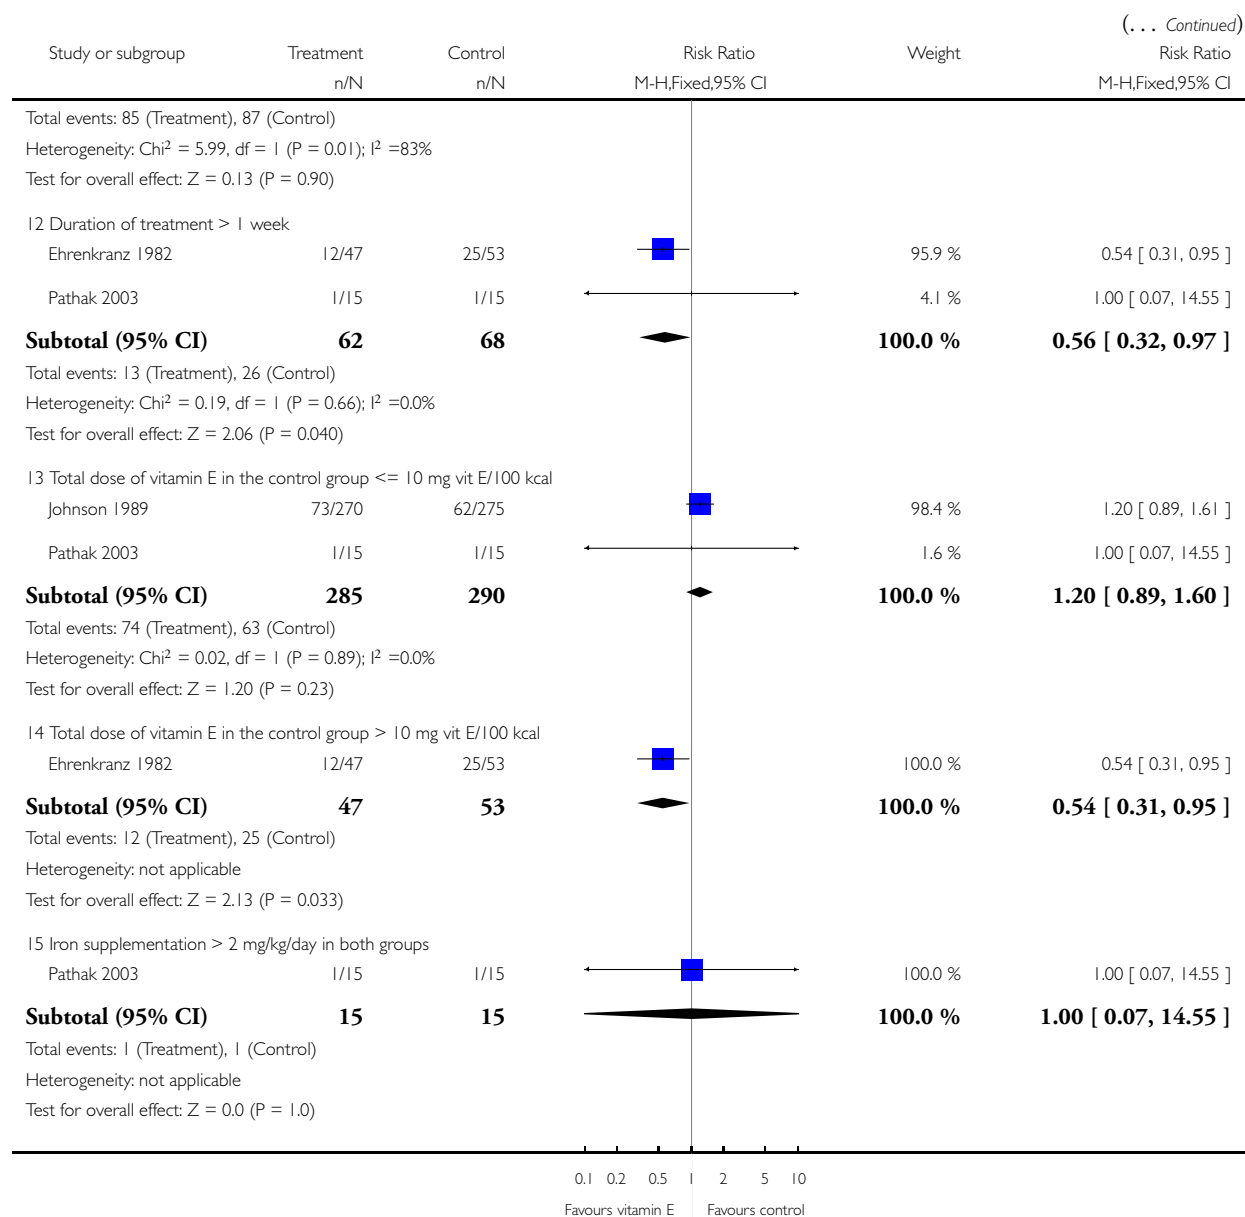 (... Continued)
Study or subgroup Treatment Control Risk Ratio Weight Risk Ratio
n/N n/N M-H,Fixed,95% CI M-H,Fixed,95% CI
Total events: 85 (Treatment), 87 (Control)
Heterogeneity: Chi² = 5.99, df = 1 (P = 0.01); I² =83%
Test for overall effect: Z = 0.13 (P = 0.90)
12 Duration of treatment > 1 week
Ehrenkranz 1982 12/47 25/53 95.9 % 0.54 [ 0.31, 0.95 ]
Pathak 2003 1/15 1/15 4.1 % 1.00 [ 0.07, 14.55 ]
Subtotal (95% CI) 62 68 100.0 % 0.56 [ 0.32, 0.97 ]
Total events: 13 (Treatment), 26 (Control)
Heterogeneity: Chi² = 0.19, df = 1 (P = 0.66); I² =0.0%
Test for overall effect: Z = 2.06 (P = 0.040)
13 Total dose of vitamin E in the control group <= 10 mg vit E/100 kcal
Johnson 1989 73/270 62/275 98.4 % 1.20 [ 0.89, 1.61 ]
Pathak 2003 1/15 1/15 1.6 % 1.00 [ 0.07, 14.55 ]
Subtotal (95% CI) 285 290 100.0 % 1.20 [ 0.89, 1.60 ]
Total events: 74 (Treatment), 63 (Control)
Heterogeneity: Chi² = 0.02, df = 1 (P = 0.89); I² =0.0%
Test for overall effect: Z = 1.20 (P = 0.23)
14 Total dose of vitamin E in the control group > 10 mg vit E/100 kcal
Ehrenkranz 1982 12/47 25/53 100.0 % 0.54 [ 0.31, 0.95 ]
Subtotal (95% CI) 47 53 100.0 % 0.54 [ 0.31, 0.95 ]
Total events: 12 (Treatment), 25 (Control)
Heterogeneity: not applicable
Test for overall effect: Z = 2.13 (P = 0.033)
15 Iron supplementation > 2 mg/kg/day in both groups
Pathak 2003 1/15 1/15 100.0 % 1.00 [ 0.07, 14.55 ]
Subtotal (95% CI) 15 15 100.0 % 1.00 [ 0.07, 14.55 ]
Total events: 1 (Treatment), 1 (Control)
Heterogeneity: not applicable
Test for overall effect: Z = 0.0 (P = 1.0)
0.1 0.2 0.5 1 2 5 10
Favours vitamin E Favours control